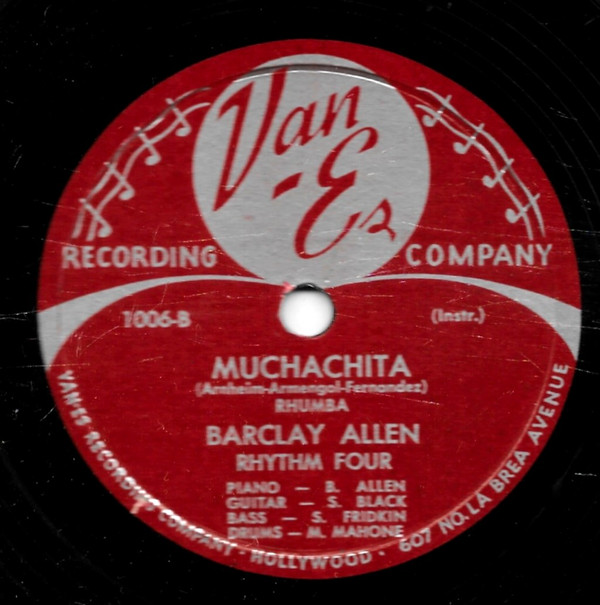 Van
-Es
RECORDING COMPANY
1006-B (Instr.)
MUCHACHITA
(Arnheim-Armengol-Fernandez)
RHUMBA
BARCLAY ALLEN
RHYTHM FOUR
PIANO — B. ALLEN
GUITAR — S. BLACK
BASS — S. FRIDKIN
DRUMS — M. MAHONE
VAN-ES RECORDING COMPANY · HOLLYWOOD · 607 NO. LA BREA AVENUE